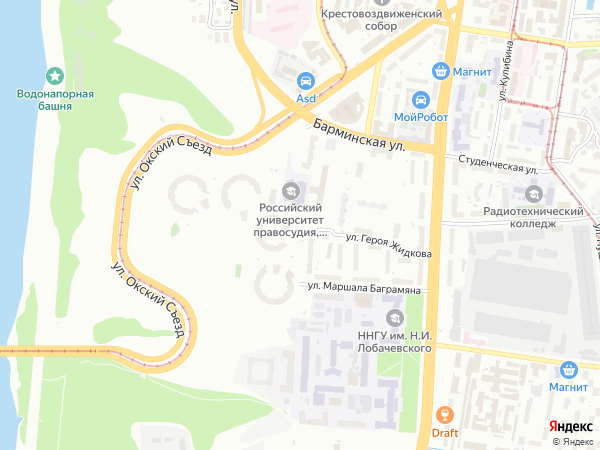 Крестовоздвиженский
собор
ул.
Магнит
ул. Кулибина
Водонапорная
башня
Asd
МойРобот
Барминская ул.
ул. Окский Съезд
Студенческая ул.
Российский
университет
правосудия,...
Радиотехнический
колледж
ул. Героя Жидкова
ул. Окский Съезд
ул. Маршала Баграмяна
ННГУ им. Н.И.
Лобачевского
Магнит
Draft
Яндекс
© Яндекс